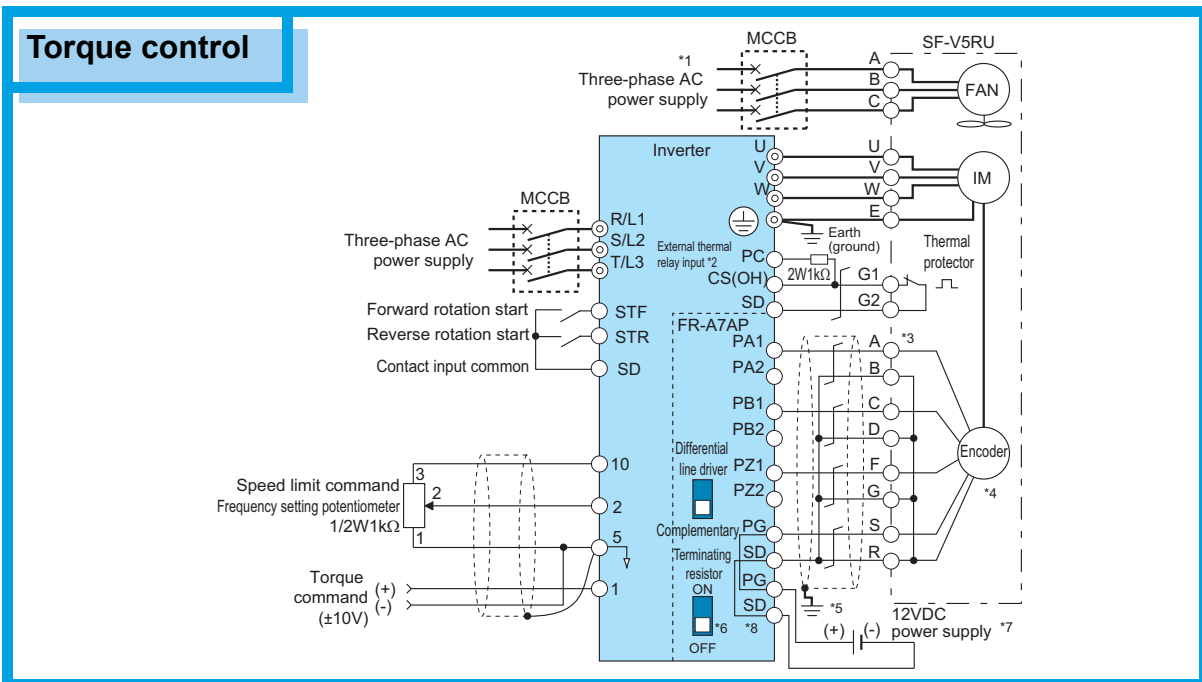 Torque control
MCCB
SF-V5RU
*1
Three-phase AC
power supply
A
B
C
FAN
Inverter
U
V
W
U
V
W
E
IM
Earth
(ground)
MCCB
Three-phase AC
power supply
R/L1
S/L2
T/L3
External thermal
relay input *2
PC
CS(OH)
SD
2W1kΩ
G1
G2
Thermal
protector
Forward rotation start
Reverse rotation start
Contact input common
STF
STR
SD
FR-A7AP
PA1
PA2
PB1
PB2
PZ1
PZ2
PG
SD
PG
SD
A
*3
B
C
D
F
G
S
R
Encoder
*4
Differential
line driver
Complementary
Terminating
resistor
ON
*6
OFF
*8
*5
Speed limit command
Frequency setting potentiometer
1/2W1kΩ
3
2
1
10
2
5
1
Torque
command
(±10V)
(+)
(-)
12VDC
power supply *7
(+)
(-)